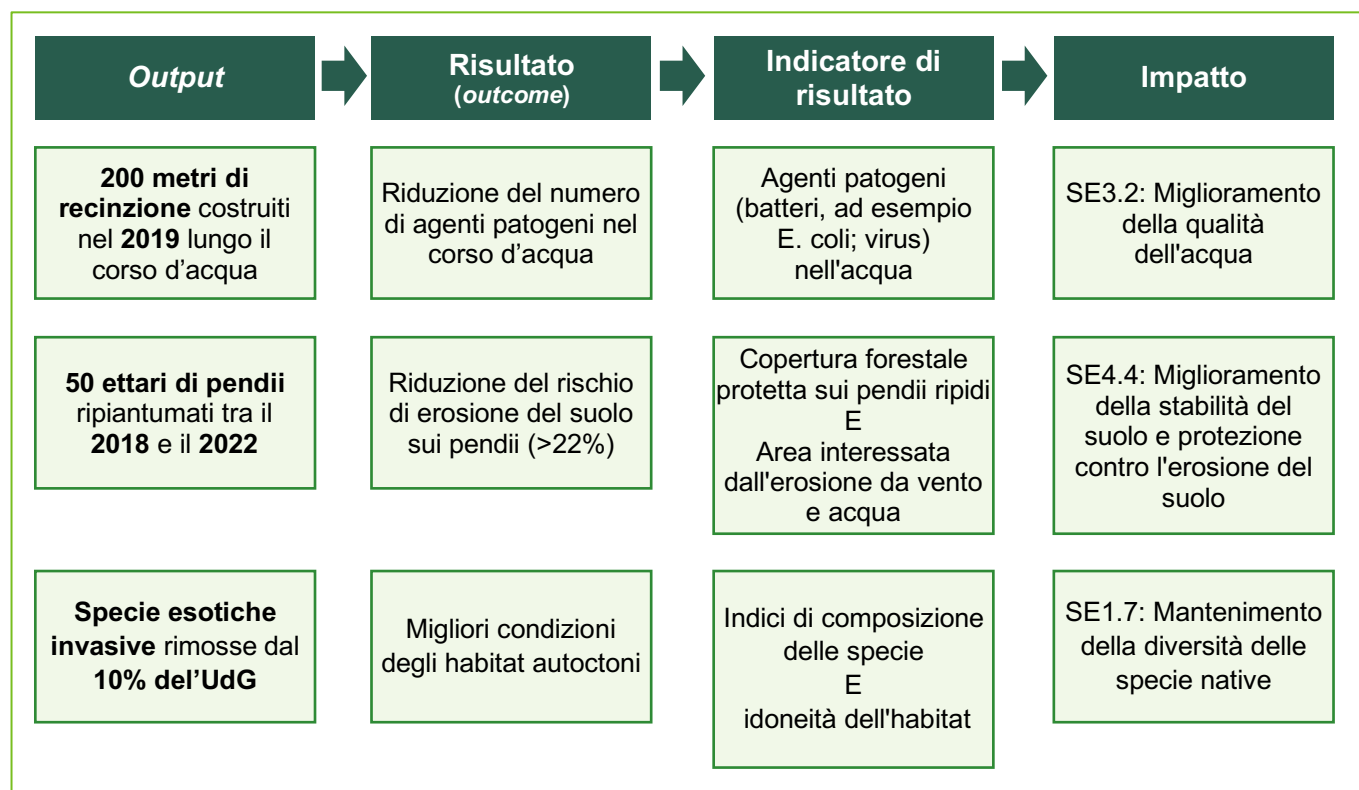 Output
Risultato
(outcome)
Indicatore di
risultato
Impatto
200 metri di
recinzione costruiti
nel 2019 lungo il
corso d’acqua
Riduzione del numero
di agenti patogeni nel
corso d’acqua
Agenti patogeni
(batteri, ad esempio
E. coli; virus)
nell'acqua
SE3.2: Miglioramento
della qualità
dell'acqua
50 ettari di pendii
ripiantumati tra il
2018 e il 2022
Riduzione del rischio
di erosione del suolo
sui pendii (>22%)
Copertura forestale
protetta sui pendii ripidi
E
Area interessata
dall'erosione da vento
e acqua
SE4.4: Miglioramento
della stabilità del
suolo e protezione
contro l'erosione del
suolo
Specie esotiche
invasive rimosse dal
10% del’UdG
Migliori condizioni
degli habitat autoctoni
Indici di composizione
delle specie
E
idoneità dell'habitat
SE1.7: Mantenimento
della diversità delle
specie native